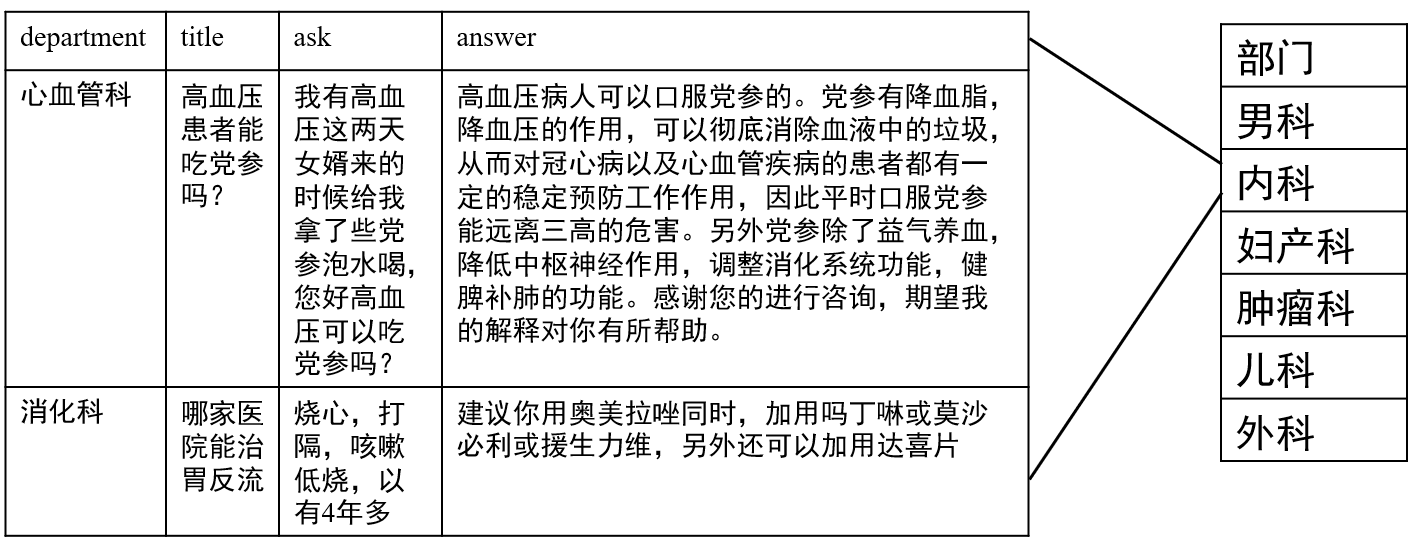 department title ask answer
心血管科
高血压
患者能
吃党参
吗？
我有高血
压这两天
女婿来的
时候给我
拿了些党
参泡水喝，
您好高血
压可以吃
党参吗？
高血压病人可以口服党参的。党参有降血脂，
降血压的作用，可以彻底消除血液中的垃圾，
从而对冠心病以及心血管疾病的患者都有一
定的稳定预防工作作用，因此平时口服党参
能远离三高的危害。另外党参除了益气养血，
降低中枢神经作用，调整消化系统功能，健
脾补肺的功能。感谢您的进行咨询，期望我
的解释对你有所帮助。
消化科
哪家医
院能治
胃反流
烧心，打
隔，咳嗽
低烧，以
有4年多
建议你用奥美拉唑同时，加用吗丁啉或莫沙
必利或援生力维，另外还可以加用达喜片
部门
男科
内科
妇产科
肿瘤科
儿科
外科